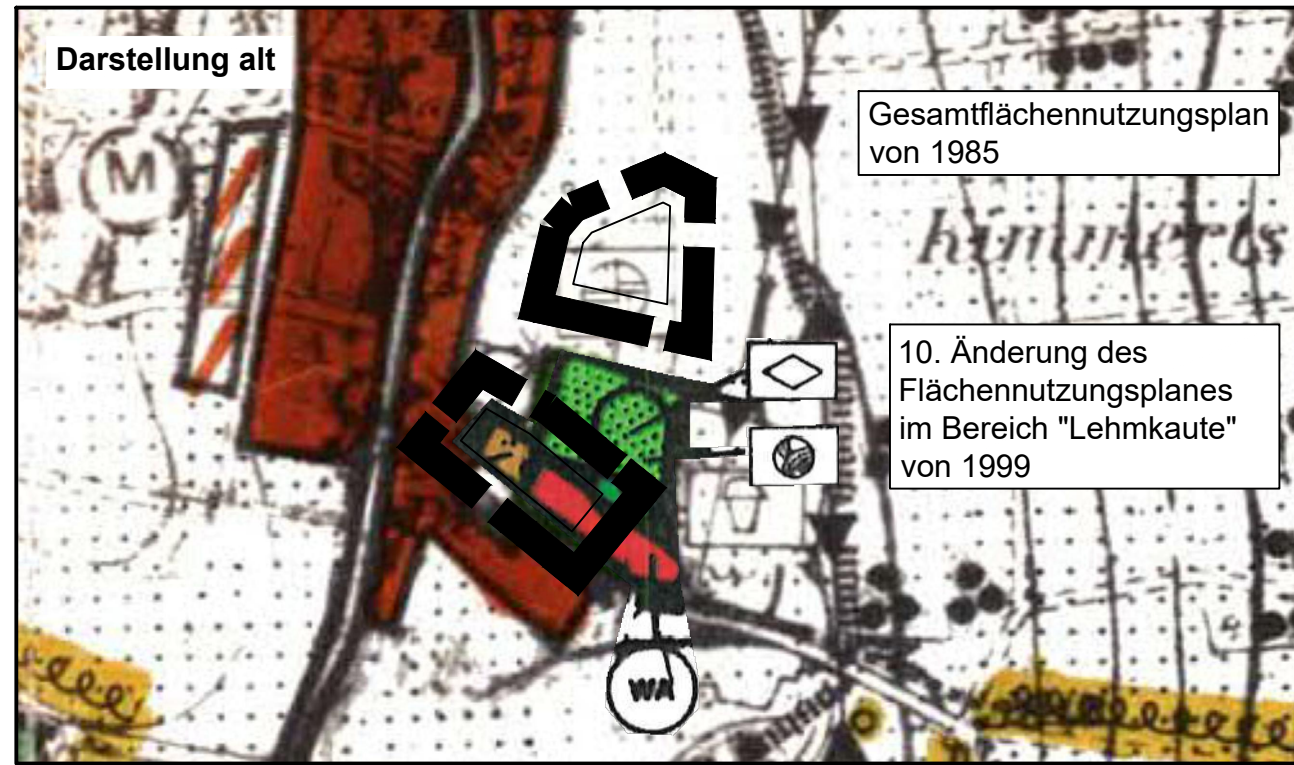 Darstellung alt
Gesamtflächennutzungsplan
von 1985
M
10. Änderung des
Flächennutzungsplanes
im Bereich "Lehmkaute"
von 1999
WA